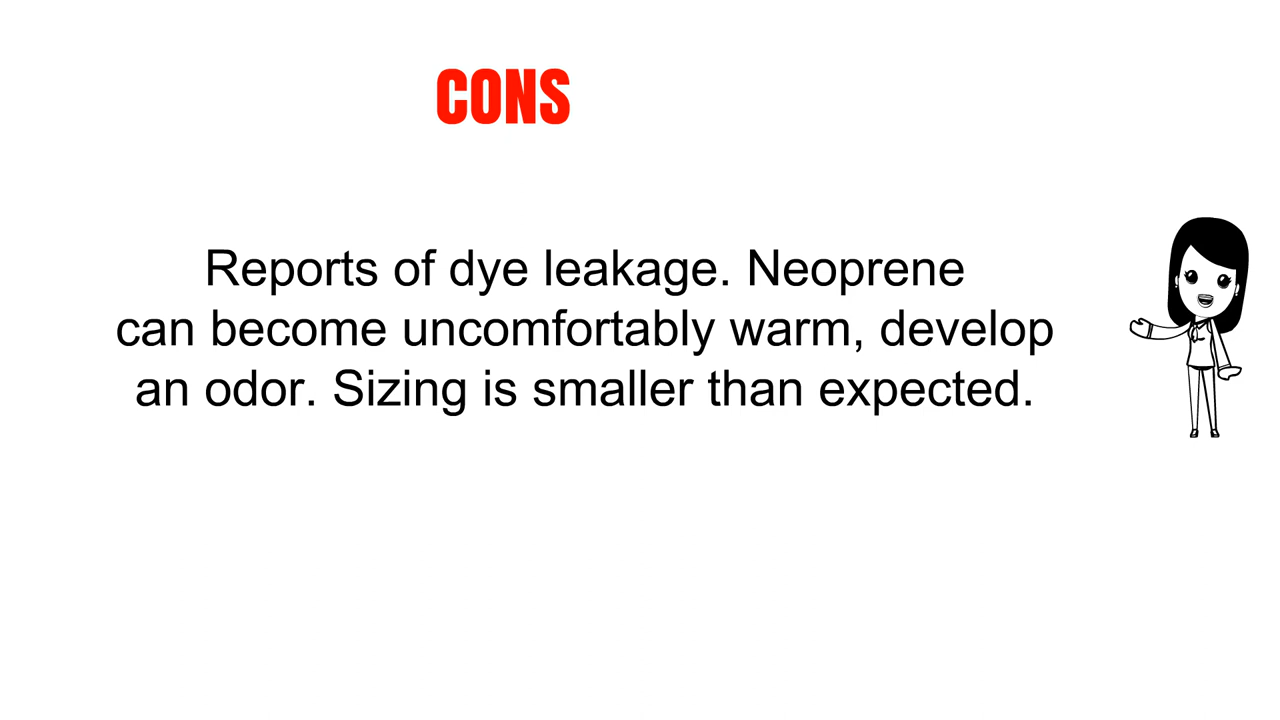 CONS
Reports of dye leakage. Neoprene
can become uncomfortably warm, develop
an odor. Sizing is smaller than expected.